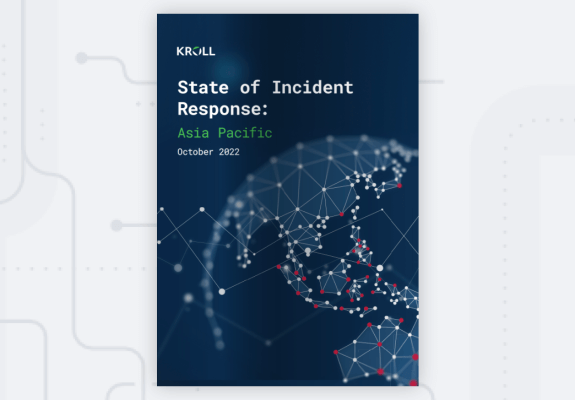 KROLL
State of Incident
Response:
Asia Pacific
October 2022